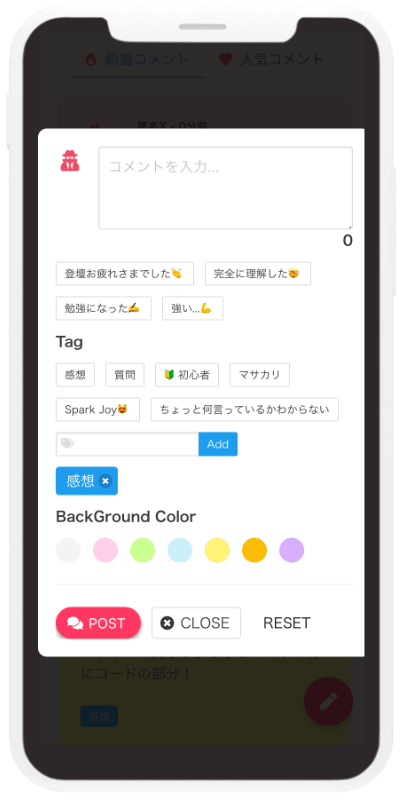 新着コメント 人気コメント
匿名X・0分前
コメントを入力...
0
登壇お疲れさまでした👏 完全に理解した🤯
勉強になった✍️ 強い...💪
Tag
感想 質問 🔰 初心者 マサカリ
Spark Joy😻 ちょっと何言っているかわからない
Add
感想
BackGround Color
POST CLOSE RESET
にコードの部分！
感想